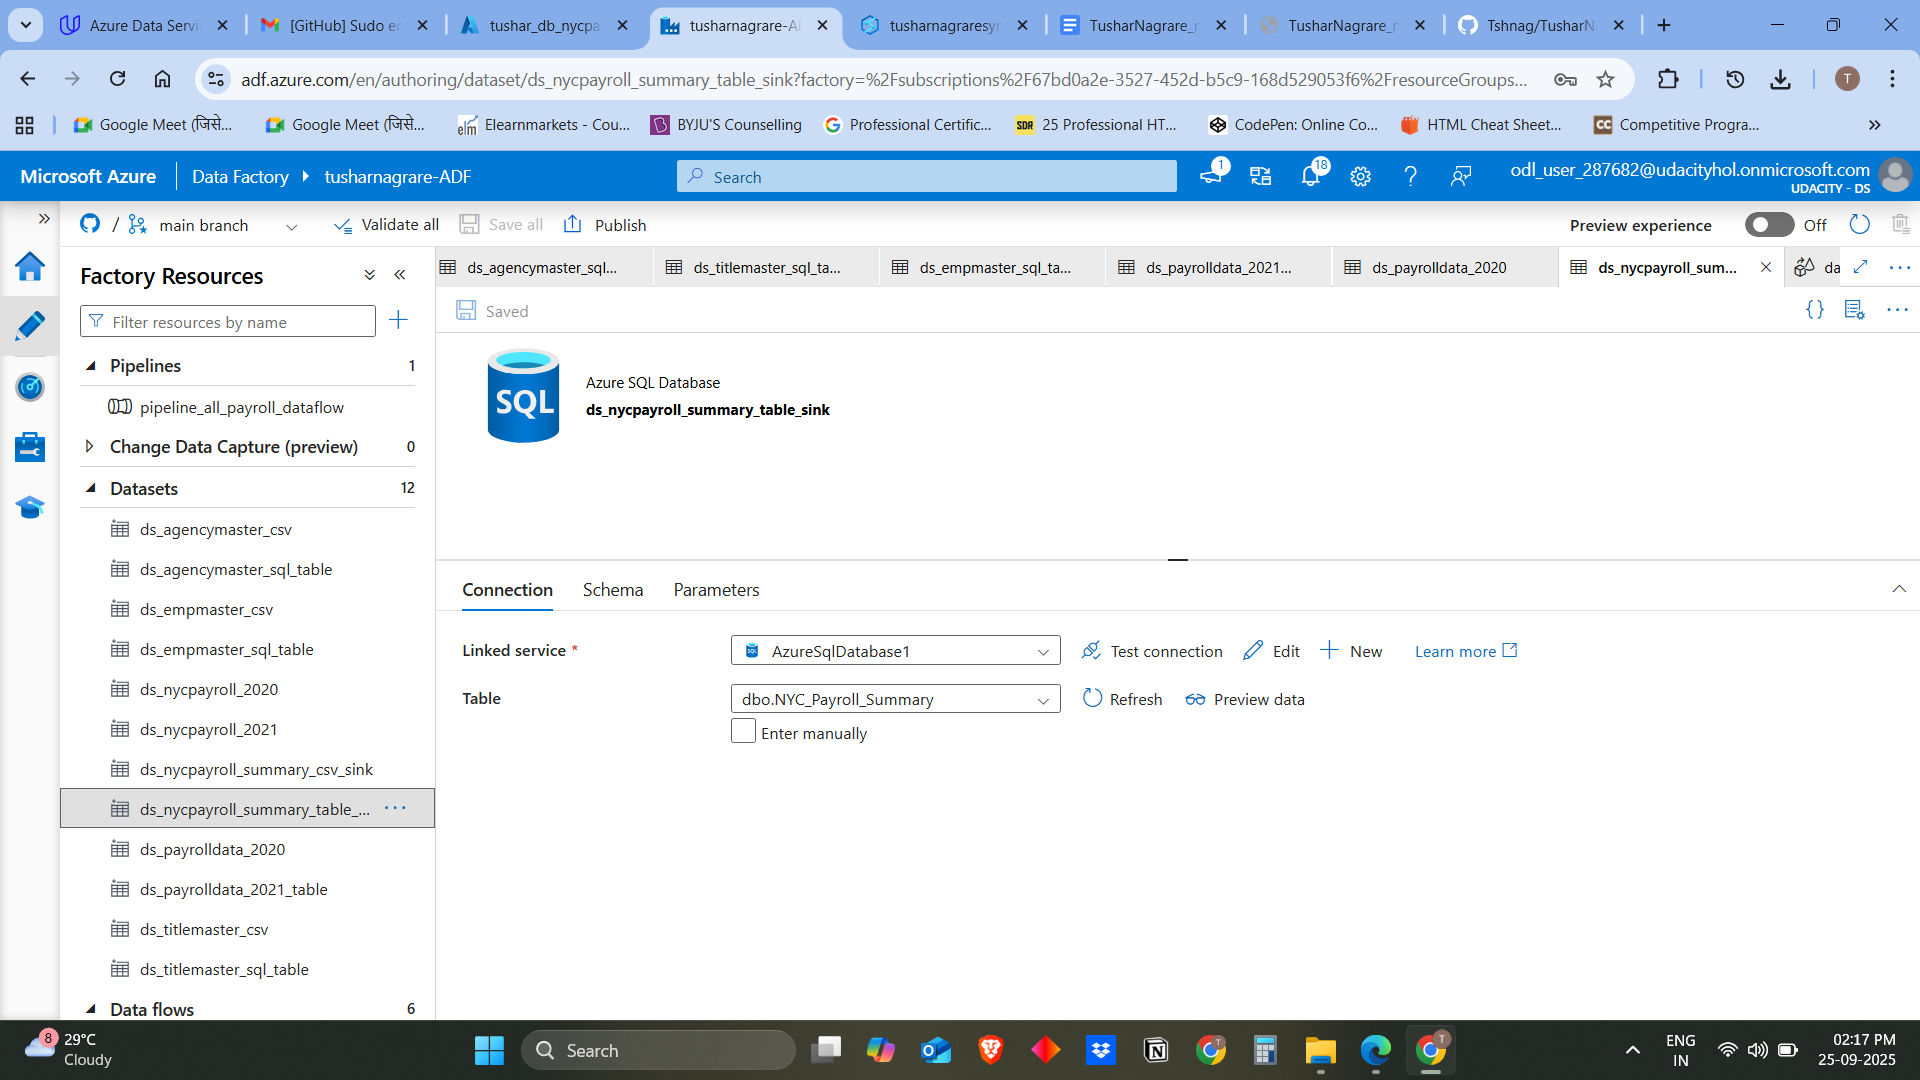 Azure Data Servi
[GitHub] Sudo er
tushar_db_nycpa
tusharnagrare-Al
tusharnagraresyr
TusharNagrare_r
TusharNagrare_r
Tshnag/TusharN
adf.azure.com/en/authoring/dataset/ds_nycpayroll_summary_table_sink?factory=%2Fsubscriptions%2F67bd0a2e-3527-452d-b5c9-168d529053f6%2FresourceGroups...
T
Google Meet (जिसे...
Google Meet (जिसे...
elm
Elearnmarkets - Cou...
BYJU'S Counselling
Professional Certific...
SDR
25 Professional HT...
CodePen: Online Co...
HTML Cheat Sheet...
CC
Competitive Progra...
Microsoft Azure
Data Factory
tusharnagrare-ADF
Search
1
18
odl_user_287682@udacityhol.onmicrosoft.com
UDACITY - DS
/
main branch
Validate all
Save all
Publish
Preview experience
Off
Factory Resources
Filter resources by name
Pipelines
1
pipeline_all_payroll_dataflow
Change Data Capture (preview)
0
Datasets
12
ds_agencymaster_csv
ds_agencymaster_sql_table
ds_empmaster_csv
ds_empmaster_sql_table
ds_nycpayroll_2020
ds_nycpayroll_2021
ds_nycpayroll_summary_csv_sink
ds_nycpayroll_summary_table_...
ds_payrolldata_2020
ds_payrolldata_2021_table
ds_titlemaster_csv
ds_titlemaster_sql_table
Data flows
6
ds_agencymaster_sql...
ds_titlemaster_sql_ta...
ds_empmaster_sql_ta...
ds_payrolldata_2021...
ds_payrolldata_2020
ds_nycpayroll_sum...
da
Saved
{}
SQL
Azure SQL Database
ds_nycpayroll_summary_table_sink
Connection
Schema
Parameters
Linked service *
AzureSqlDatabase1
Test connection
Edit
New
Learn more
Table
dbo.NYC_Payroll_Summary
Refresh
Preview data
Enter manually
8
29°C
Cloudy
Search
ENG
IN
02:17 PM
25-09-2025